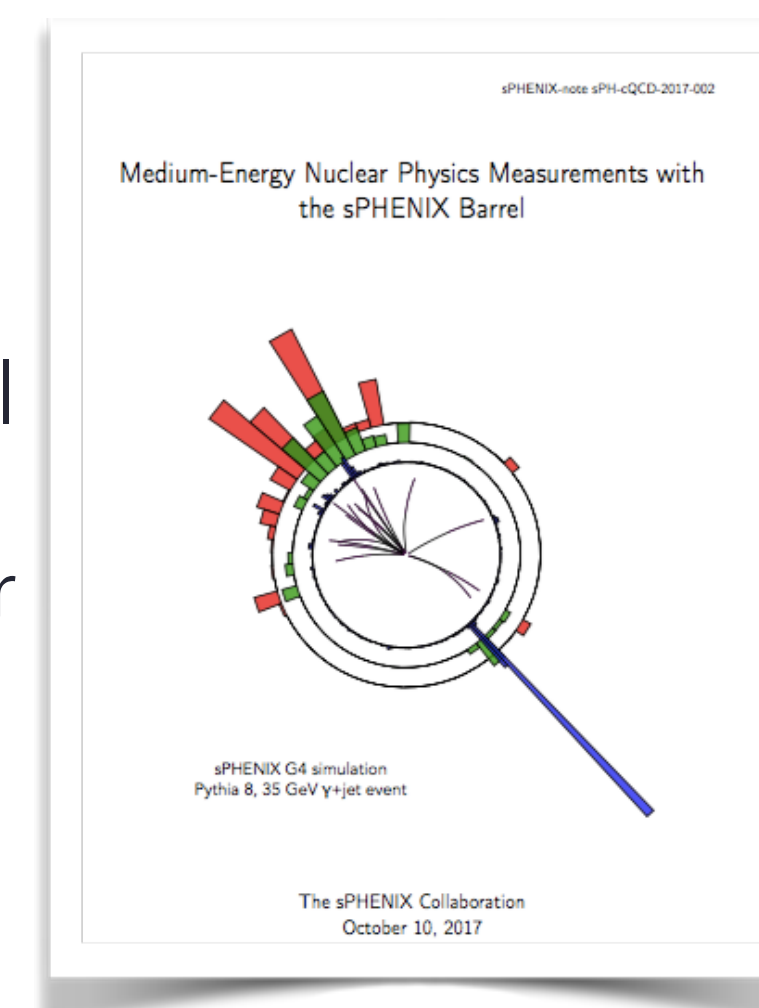 sPHENIX-note sPH-cQCD-2017-002
Medium-Energy Nuclear Physics Measurements with
the sPHENIX Barrel
sPHENIX G4 simulation
Pythia 8, 35 GeV γ+jet event
The sPHENIX Collaboration
October 10, 2017